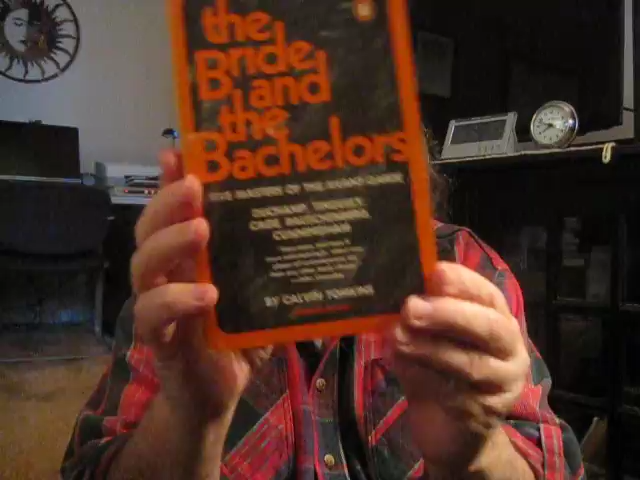 the
Bride
and
the
Bachelors
FIVE MASTERS OF THE AVANT-GARDE
DUCHAMP, TINGUELY,
CAGE, RAUSCHENBERG,
CUNNINGHAM
BY CALVIN TOMKINS